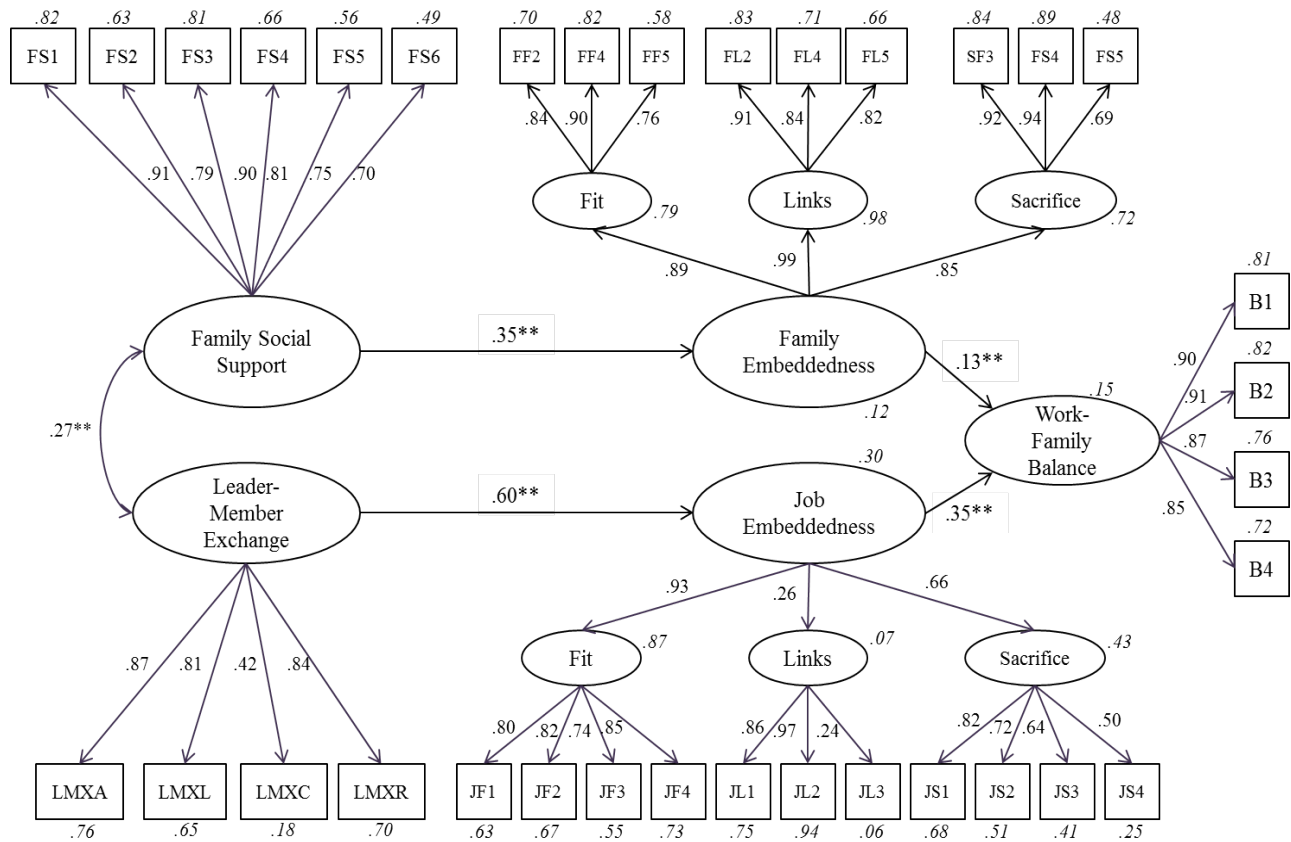 .82 .63 .81 .66 .56 .49 .70 .82 .58 .83 .71 .66 .84 .89 .48
FS1 FS2 FS3 FS4 FS5 FS6 FF2 FF4 FF5 FL2 FL4 FL5 SF3 FS4 FS5
.84 .90 .76 .91 .84 .82 .92 .94 .69
.91 .79 .90 .81 .75 .70
Fit .79
Links .98
Sacrifice .72
.89 .99 .85
Family Social
Support
.35**
Family
Embeddedness
.12
.13**
.27**
Leader-
Member
Exchange
.60**
.30
Job
Embeddedness
.35**
.15
Work-
Family
Balance
.90 .91 .87 .85
.81
B1
.82
B2
.76
B3
.72
B4
.93 .26 .66
Fit .87
Links .07
Sacrifice .43
.87 .81 .42 .84
.80 .82 .74 .85 .86 .97 .24 .82 .72 .64 .50
LMXA LMXL LMXC LMXR JF1 JF2 JF3 JF4 JL1 JL2 JL3 JS1 JS2 JS3 JS4
.76 .65 .18 .70 .63 .67 .55 .73 .75 .94 .06 .68 .51 .41 .25